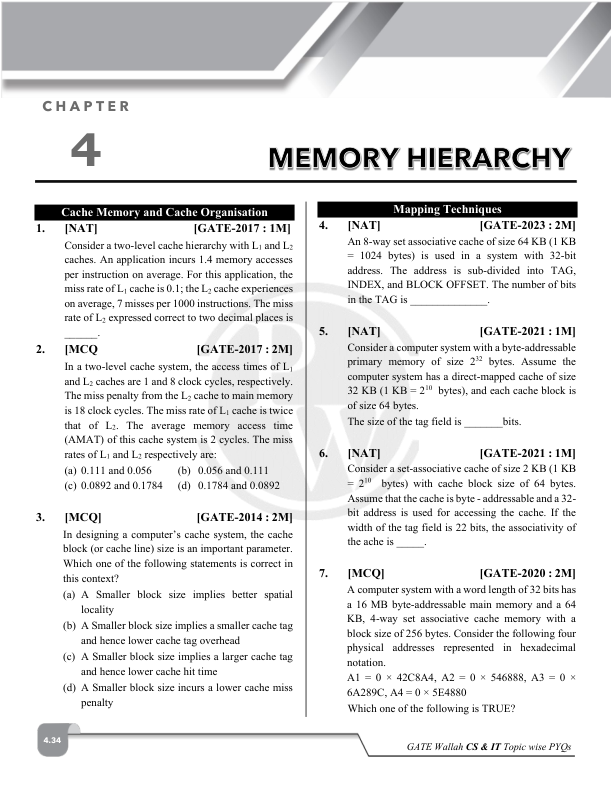 CHAPTER
4
MEMORY HIERARCHY
Cache Memory and Cache Organisation
1. [NAT] [GATE-2017 : 1M]
Consider a two-level cache hierarchy with L₁ and L₂
caches. An application incurs 1.4 memory accesses
per instruction on average. For this application, the
miss rate of L₁ cache is 0.1; the L₂ cache experiences
on average, 7 misses per 1000 instructions. The miss
rate of L₂ expressed correct to two decimal places is
______.
2. [MCQ [GATE-2017 : 2M]
In a two-level cache system, the access times of L₁
and L₂ caches are 1 and 8 clock cycles, respectively.
The miss penalty from the L₂ cache to main memory
is 18 clock cycles. The miss rate of L₁ cache is twice
that of L₂. The average memory access time
(AMAT) of this cache system is 2 cycles. The miss
rates of L₁ and L₂ respectively are:
(a) 0.111 and 0.056 (b) 0.056 and 0.111
(c) 0.0892 and 0.1784 (d) 0.1784 and 0.0892
3. [MCQ] [GATE-2014 : 2M]
In designing a computer's cache system, the cache
block (or cache line) size is an important parameter.
Which one of the following statements is correct in
this context?
(a) A Smaller block size implies better spatial
locality
(b) A Smaller block size implies a smaller cache tag
and hence lower cache tag overhead
(c) A Smaller block size implies a larger cache tag
and hence lower cache hit time
(d) A Smaller block size incurs a lower cache miss
penalty
Mapping Techniques
4. [NAT] [GATE-2023 : 2M]
An 8-way set associative cache of size 64 KB (1 KB
= 1024 bytes) is used in a system with 32-bit
address. The address is sub-divided into TAG,
INDEX, and BLOCK OFFSET. The number of bits
in the TAG is ______________.
5. [NAT] [GATE-2021 : 1M]
Consider a computer system with a byte-addressable
primary memory of size 2³² bytes. Assume the
computer system has a direct-mapped cache of size
32 KB (1 KB = 2¹⁰ bytes), and each cache block is
of size 64 bytes.
The size of the tag field is _______bits.
6. [NAT] [GATE-2021 : 1M]
Consider a set-associative cache of size 2 KB (1 KB
= 2¹⁰ bytes) with cache block size of 64 bytes.
Assume that the cache is byte - addressable and a 32-
bit address is used for accessing the cache. If the
width of the tag field is 22 bits, the associativity of
the ache is _____.
7. [MCQ] [GATE-2020 : 2M]
A computer system with a word length of 32 bits has
a 16 MB byte-addressable main memory and a 64
KB, 4-way set associative cache memory with a
block size of 256 bytes. Consider the following four
physical addresses represented in hexadecimal
notation.
A1 = 0 × 42C8A4, A2 = 0 × 546888, A3 = 0 ×
6A289C, A4 = 0 × 5E4880
Which one of the following is TRUE?
4.34
GATE Wallah CS & IT Topic wise PYQs